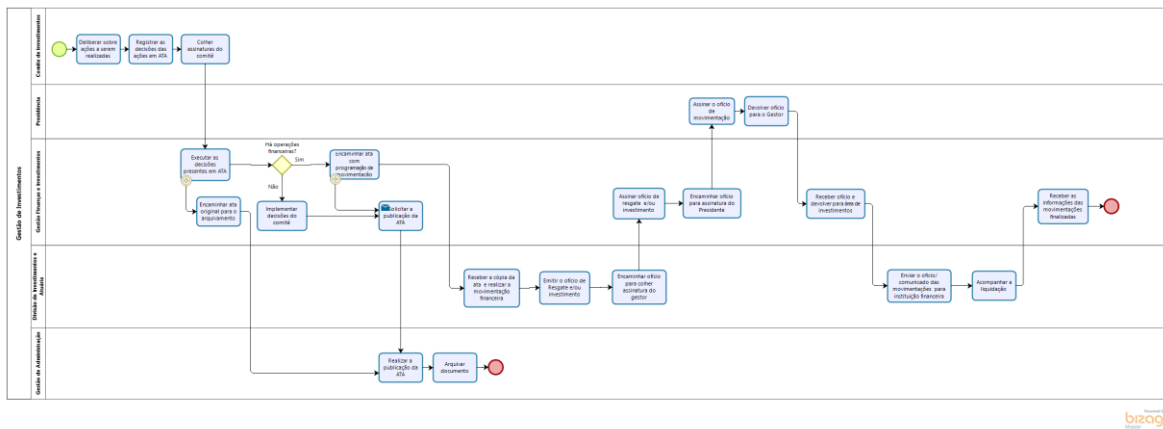 Gestão de Investimentos
Comitê de Investimentos
Deliberar sobre
ações a serem
realizadas
Registrar as
decisões das
ações em ATA
Colher
assinaturas do
comitê
Presidência
Assinar o ofício
de
movimentação
Devolver ofício
para o Gestor
Gestão Finanças e Investimentos
Executar as
decisões
presentes em ATA
Há operações
financeiras?
Sim
Não
Encaminhar ata
com
programação de
movimentação
Encaminhar ata
original para o
arquivamento
Implementar
decisões do
comitê
Solicitar a
publicação da
ATA
Assinar ofício de
resgate e/ou
investimento
Encaminhar ofício
para assinatura do
Presidente
Receber ofício e
devolver para área de
investimentos
Receber as
informações das
movimentações
finalizadas
Divisão de Investimentos e
Atuária
Receber a cópia da
ata e realizar a
movimentação
financeira
Emitir o ofício de
Resgate e/ou
investimento
Encaminhar ofício
para colher
assinatura do
gestor
Enviar o ofício/
comunicado das
movimentações para
instituição financeira
Acompanhar a
liquidação
Gestão de Administração
Realizar a
publicação da
ATA
Arquivar
documento
bizag
Modeler